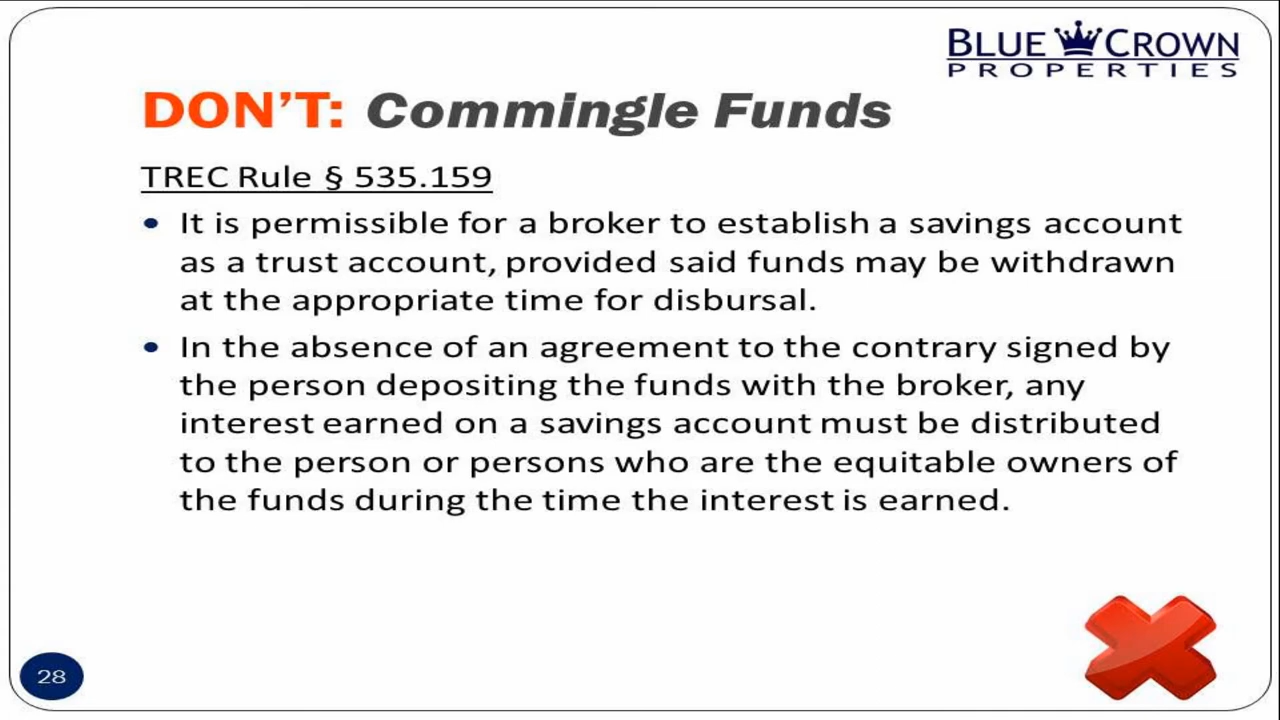 BLUE CROWN
PROPERTIES
DON'T: Commingle Funds
TREC Rule § 535.159
• It is permissible for a broker to establish a savings account
as a trust account, provided said funds may be withdrawn
at the appropriate time for disbursal.
• In the absence of an agreement to the contrary signed by
the person depositing the funds with the broker, any
interest earned on a savings account must be distributed
to the person or persons who are the equitable owners of
the funds during the time the interest is earned.
28